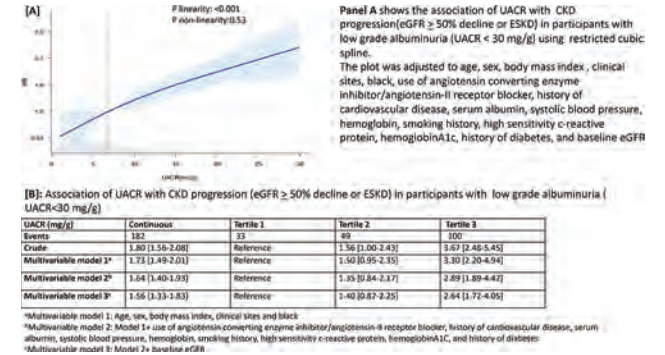 [A]
P linearity: <0.001
P non-linearity:0.53
HR
UACR(mg/g)
Panel A shows the association of UACR with CKD
progression(eGFR ≥ 50% decline or ESKD) in participants with
low grade albuminuria (UACR < 30 mg/g) using restricted cubic
spline.
The plot was adjusted to age, sex, body mass index , clinical
sites, black, use of angiotensin converting enzyme
inhibitor/angiotensin-II receptor blocker, history of
cardiovascular disease, serum albumin, systolic blood pressure,
hemoglobin, smoking history, high sensitivity c-reactive
protein, hemoglobinA1c, history of diabetes, and baseline eGFR
[B]: Association of UACR with CKD progression (eGFR ≥ 50% decline or ESKD) in participants with low grade albuminuria (
UACR<30 mg/g)
UACR (mg/g) Continuous Tertile 1 Tertile 2 Tertile 3
Events 182 33 49 100
Crude 1.80 [1.56-2.08] Reference 1.56 [1.00-2.43] 3.67 [2.48-5.45]
Multivariable model 1ᵃ 1.73 [1.49-2.01] Reference 1.50 [0.95-2.35] 3.30 [2.20-4.94]
Multivariable model 2ᵇ 1.64 [1.40-1.93] Reference 1.35 [0.84-2.17] 2.89 [1.89-4.42]
Multivariable model 3ᶜ 1.56 [1.33-1.83] Reference 1.40 [0.87-2.25] 2.64 [1.72-4.05]
ᵃMultivariable model 1: Age, sex, body mass index, clinical sites and black
ᵇMultivariable model 2: Model 1+ use of angiotensin converting enzyme inhibitor/angiotensin-II receptor blocker, history of cardiovascular disease, serum
albumin, systolic blood pressure, hemoglobin, smoking history, high sensitivity c-reactive protein, hemoglobinA1C, and history of diabetes
ᶜMultivariable model 3: Model 2+ baseline eGFR